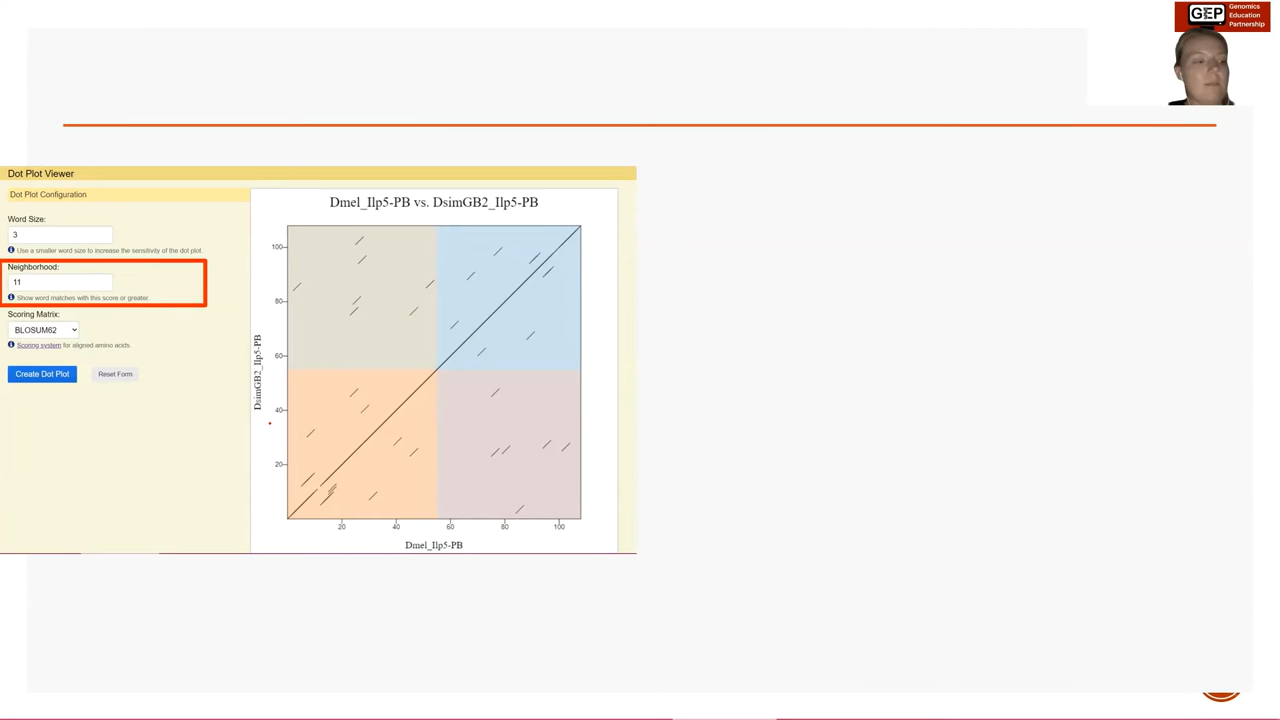 GEP
Genomics
Education
Partnership
Dot Plot Viewer
Dot Plot Configuration
Word Size:
3
Use a smaller word size to increase the sensitivity of the dot plot.
Neighborhood:
11
Show word matches with this score or greater.
Scoring Matrix:
BLOSUM62
Scoring system for aligned amino acids.
Create Dot Plot
Reset Form
Dmel_Ilp5-PB vs. DsimGB2_Ilp5-PB
100
80
60
40
20
DsimGB2_Ilp5-PB
20 40 60 80 100
Dmel_Ilp5-PB